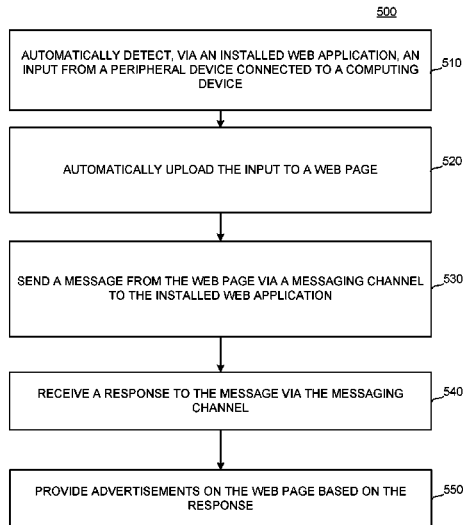 500
AUTOMATICALLY DETECT, VIA AN INSTALLED WEB APPLICATION, AN
INPUT FROM A PERIPHERAL DEVICE CONNECTED TO A COMPUTING
DEVICE
510
AUTOMATICALLY UPLOAD THE INPUT TO A WEB PAGE
520
SEND A MESSAGE FROM THE WEB PAGE VIA A MESSAGING CHANNEL
TO THE INSTALLED WEB APPLICATION
530
RECEIVE A RESPONSE TO THE MESSAGE VIA THE MESSAGING
CHANNEL
540
PROVIDE ADVERTISEMENTS ON THE WEB PAGE BASED ON THE
RESPONSE
550